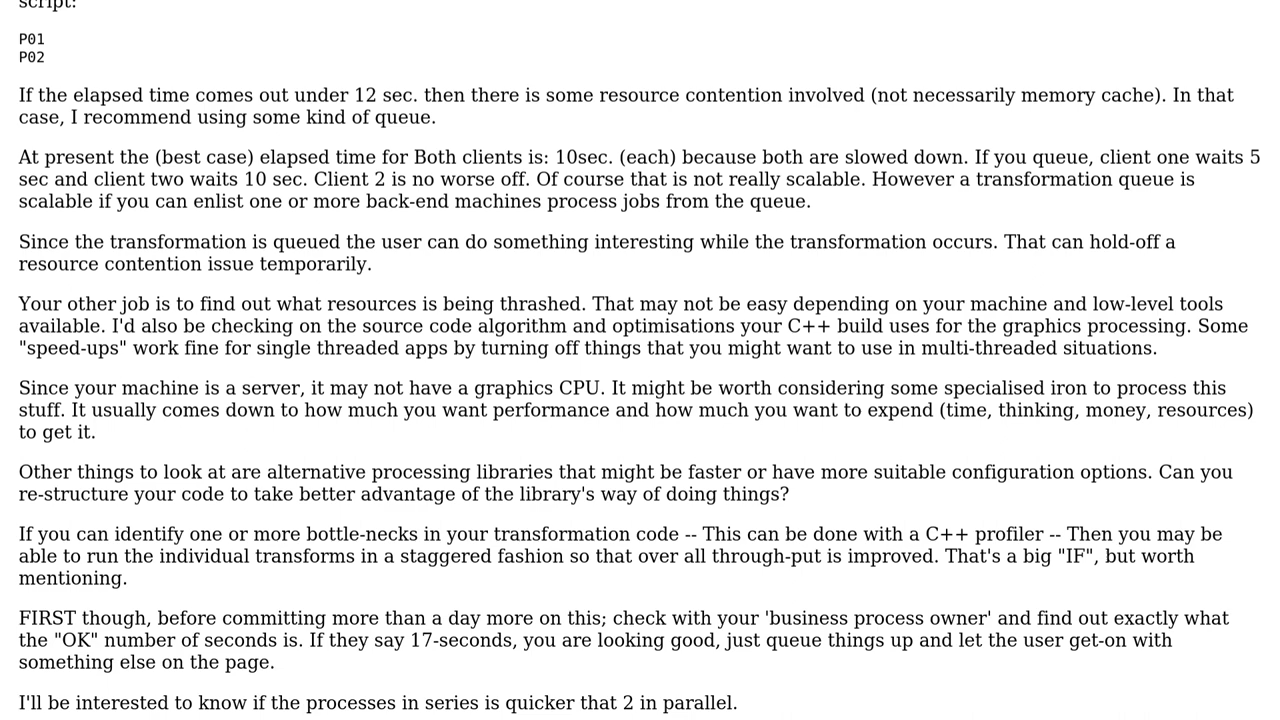 script:
P01
P02
If the elapsed time comes out under 12 sec. then there is some resource contention involved (not necessarily memory cache). In that
case, I recommend using some kind of queue.
At present the (best case) elapsed time for Both clients is: 10sec. (each) because both are slowed down. If you queue, client one waits 5
sec and client two waits 10 sec. Client 2 is no worse off. Of course that is not really scalable. However a transformation queue is
scalable if you can enlist one or more back-end machines process jobs from the queue.
Since the transformation is queued the user can do something interesting while the transformation occurs. That can hold-off a
resource contention issue temporarily.
Your other job is to find out what resources is being thrashed. That may not be easy depending on your machine and low-level tools
available. I'd also be checking on the source code algorithm and optimisations your C++ build uses for the graphics processing. Some
"speed-ups" work fine for single threaded apps by turning off things that you might want to use in multi-threaded situations.
Since your machine is a server, it may not have a graphics CPU. It might be worth considering some specialised iron to process this
stuff. It usually comes down to how much you want performance and how much you want to expend (time, thinking, money, resources)
to get it.
Other things to look at are alternative processing libraries that might be faster or have more suitable configuration options. Can you
re-structure your code to take better advantage of the library's way of doing things?
If you can identify one or more bottle-necks in your transformation code -- This can be done with a C++ profiler -- Then you may be
able to run the individual transforms in a staggered fashion so that over all through-put is improved. That's a big "IF", but worth
mentioning.
FIRST though, before committing more than a day more on this; check with your 'business process owner' and find out exactly what
the "OK" number of seconds is. If they say 17-seconds, you are looking good, just queue things up and let the user get-on with
something else on the page.
I'll be interested to know if the processes in series is quicker that 2 in parallel.